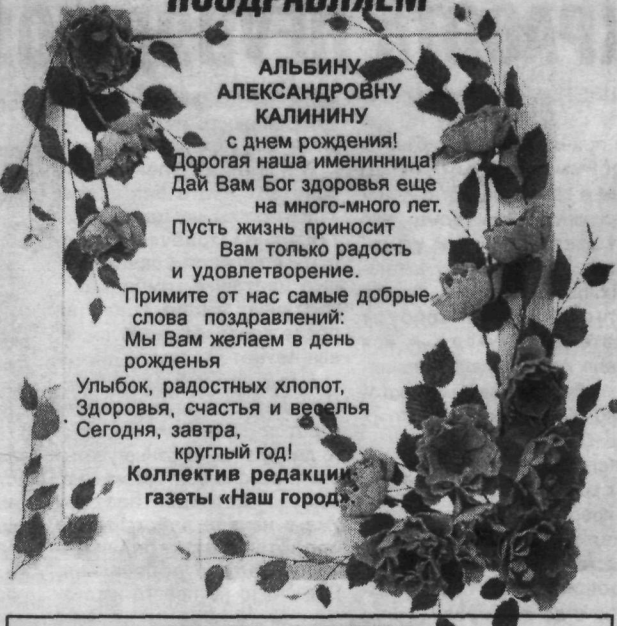 ПОЗДРАВЛЯЕМ
АЛЬБИНУ
АЛЕКСАНДРОВНУ
КАЛИНИНУ
с днем рождения!
Дорогая наша именинница!
Дай Вам Бог здоровья еще
на много-много лет.
Пусть жизнь приносит
Вам только радость
и удовлетворение.
Примите от нас самые добрые
слова поздравлений:
Мы Вам желаем в день
рожденья
Улыбок, радостных хлопот,
Здоровья, счастья и веселья
Сегодня, завтра,
круглый год!
Коллектив редакции
газеты «Наш город»